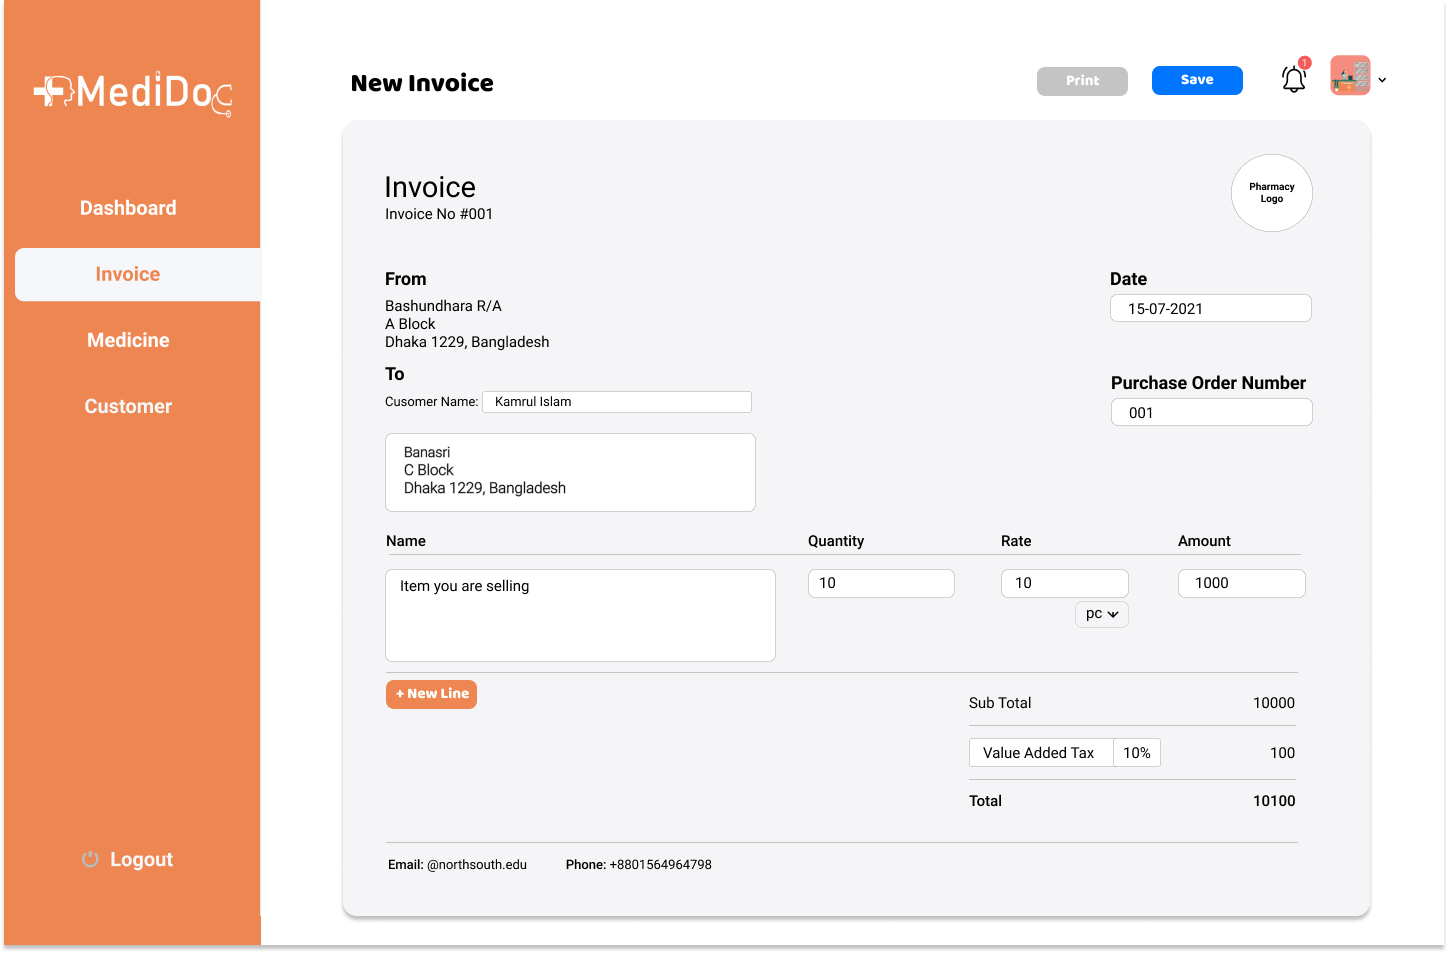 MediDoc
Dashboard
Invoice
Medicine
Customer
Logout
New Invoice
Print
Save
1
Invoice
Invoice No #001
Pharmacy
Logo
From
Bashundhara R/A
A Block
Dhaka 1229, Bangladesh
Date
15-07-2021
To
Cusomer Name: Kamrul Islam
Purchase Order Number
001
Banasri
C Block
Dhaka 1229, Bangladesh
Name Quantity Rate Amount
Item you are selling 10 10 1000
pc
+ New Line
Sub Total 10000
Value Added Tax 10% 100
Total 10100
Email: @northsouth.edu Phone: +8801564964798